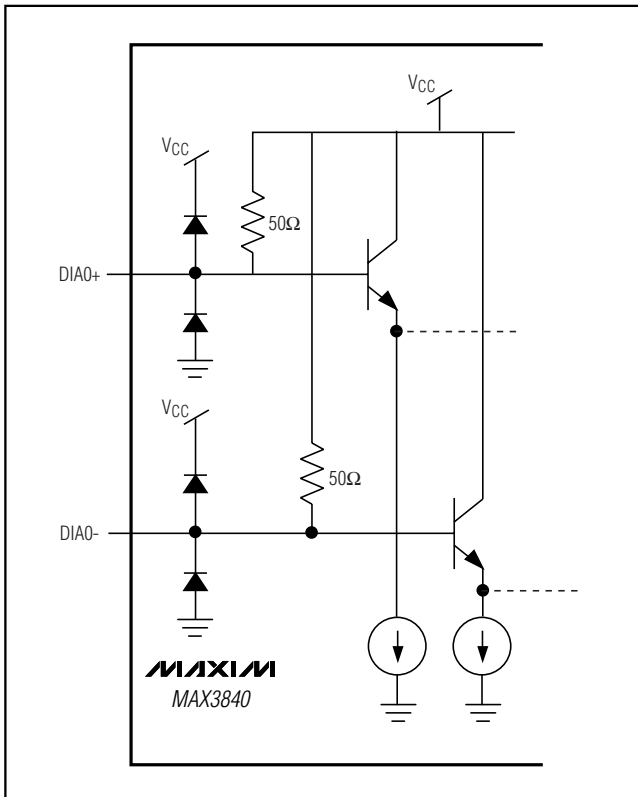 VCC
VCC
50Ω
DIA0+
VCC
50Ω
DIA0-
MAXIM
MAX3840